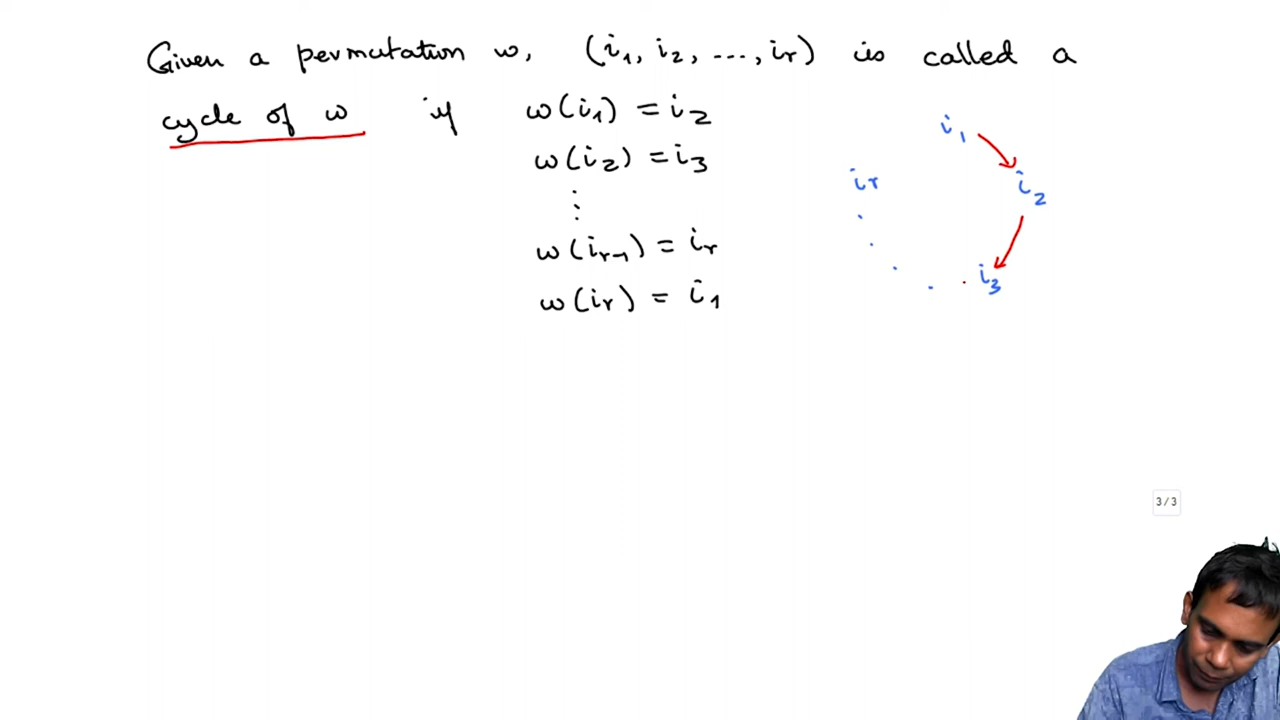 Given a permutation w, (i1, i2, ..., ir) is called a
cycle of w if w(i1) = i2
w(i2) = i3
⋮
w(ir-1) = ir
w(ir) = i1
i1
i2
i3
ir
3/3